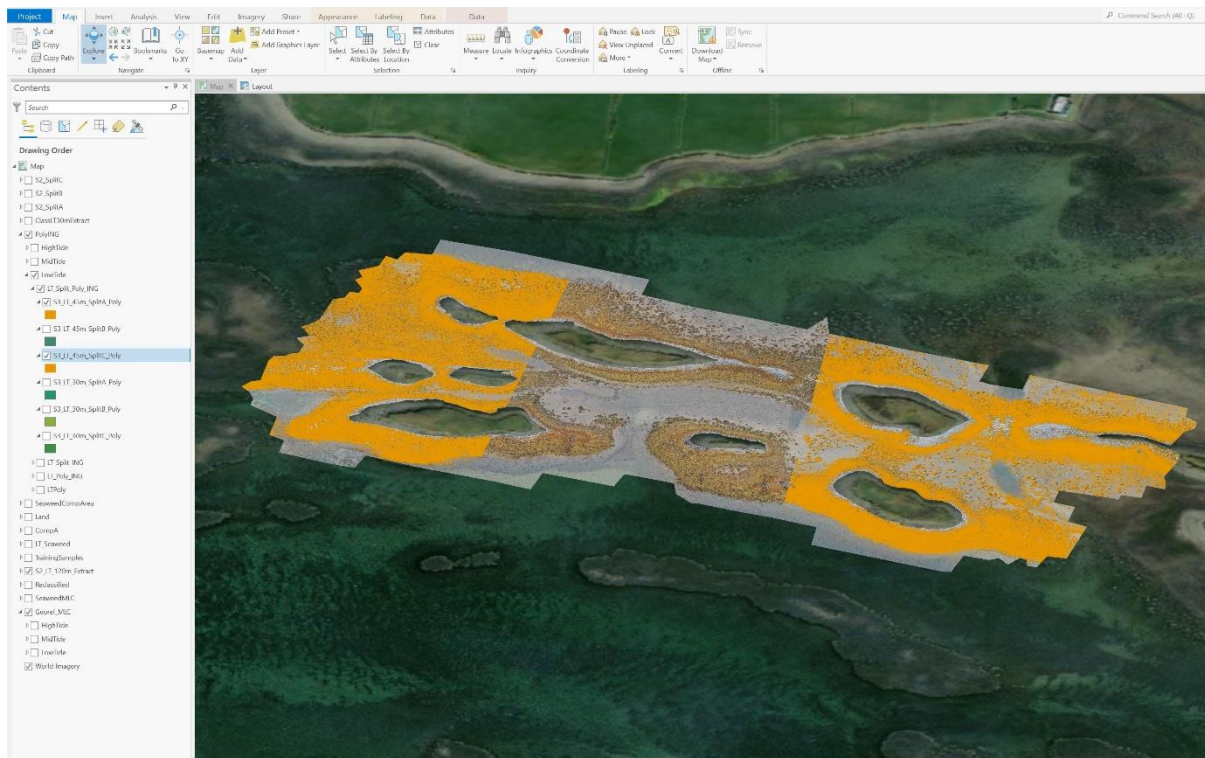 Project Map Insert Analysis View Edit Imagery Share Appearance Labeling Data Data
Command Search (Alt+Q)
Paste
Cut
Copy
Copy Path
Clipboard
Explore
Bookmarks
Go
to XY
Navigate
Basemap
Add
Data
Add Preset
Add Graphics Layer
Layer
Select
Select By
Attributes
Select By
Location
Attributes
Clear
Selection
Measure
Locate
Infographics
Coordinate
Conversion
Inquiry
Pause
Lock
View Unplaced
More
Convert
Labeling
Download
Map
Sync
Remove
Offline
Contents
Map
Layout
Search
Drawing Order
Map
S2_SplitC
S2_SplitB
S2_SplitA
ClassLT30mExtract
PolyING
HighTide
MidTide
LowTide
LT_Split_Poly_ING
S3_LT_45m_SplitA_Poly
S3_LT_45m_SplitB_Poly
S3_LT_45m_SplitC_Poly
S3_LT_30m_SplitA_Poly
S3_LT_30m_SplitB_Poly
S3_LT_30m_SplitC_Poly
LT_Split_ING
LT_Poly_ING
LTPoly
SeaweedCompArea
Land
CompA
LT_Seaweed
TrainingSamples
S2_LT_120m_Extract
Reclassified
SeaweedMLC
Georef_MLC
HighTide
MidTide
LowTide
World Imagery